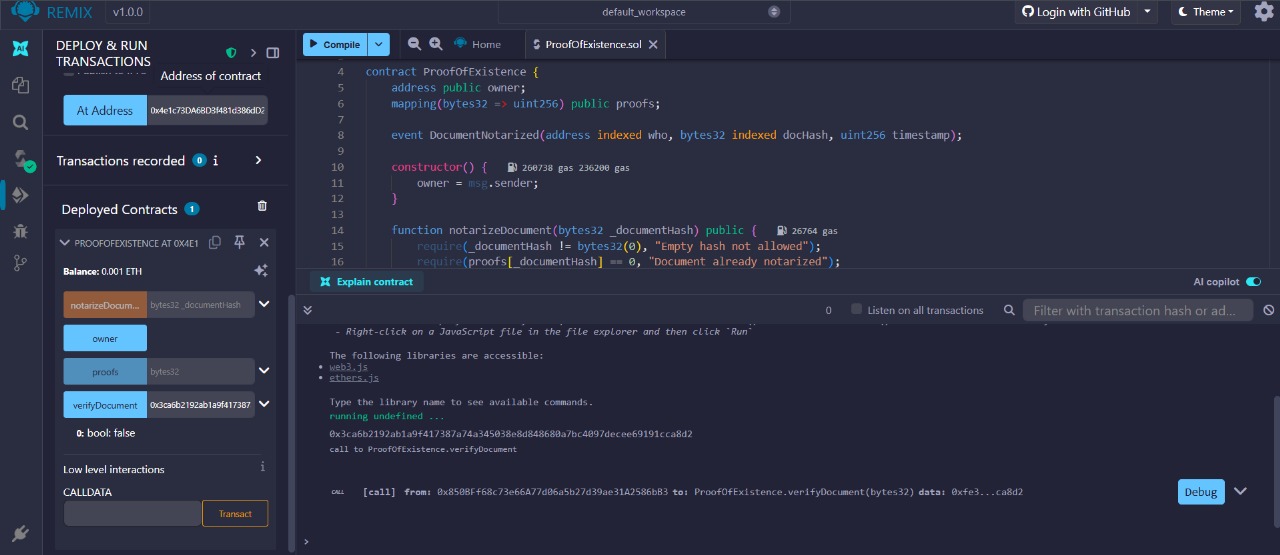 REMIX v1.0.0
default_workspace
Login with GitHub
Theme
DEPLOY & RUN
TRANSACTIONS
Address of contract
At Address 0x4e1c73DA6BD3f481d386dD2
Transactions recorded 0 i
Deployed Contracts 1
PROOFOFEXISTENCE AT 0X4E1
Balance: 0.001 ETH
notarizeDocum... bytes32 _documentHash
owner
proofs bytes32
verifyDocument 0x3ca6b2192ab1a9f417387
0: bool: false
Low level interactions i
CALLDATA
Transact
Compile Home ProofOfExistence.sol
4 contract ProofOfExistence {
5 address public owner;
6 mapping(bytes32 => uint256) public proofs;
7
8 event DocumentNotarized(address indexed who, bytes32 indexed docHash, uint256 timestamp);
9
10 constructor() { 260738 gas 236200 gas
11 owner = msg.sender;
12 }
13
14 function notarizeDocument(bytes32 _documentHash) public { 26764 gas
15 require(_documentHash != bytes32(0), "Empty hash not allowed");
16 require(proofs[_documentHash] == 0, "Document already notarized");
Explain contract
AI copilot
0 Listen on all transactions Filter with transaction hash or ad...
- Right-click on a JavaScript file in the file explorer and then click `Run`
The following libraries are accessible:
• web3.js
• ethers.js
Type the library name to see available commands.
running undefined ...
0x3ca6b2192ab1a9f417387a74a345038e8d848680a7bc4097decee69191cca8d2
call to ProofOfExistence.verifyDocument
CALL [call] from: 0x850BFf68c73e66A77d06a5b27d39ae31A2586bB3 to: ProofOfExistence.verifyDocument(bytes32) data: 0xfe3...ca8d2
Debug
>